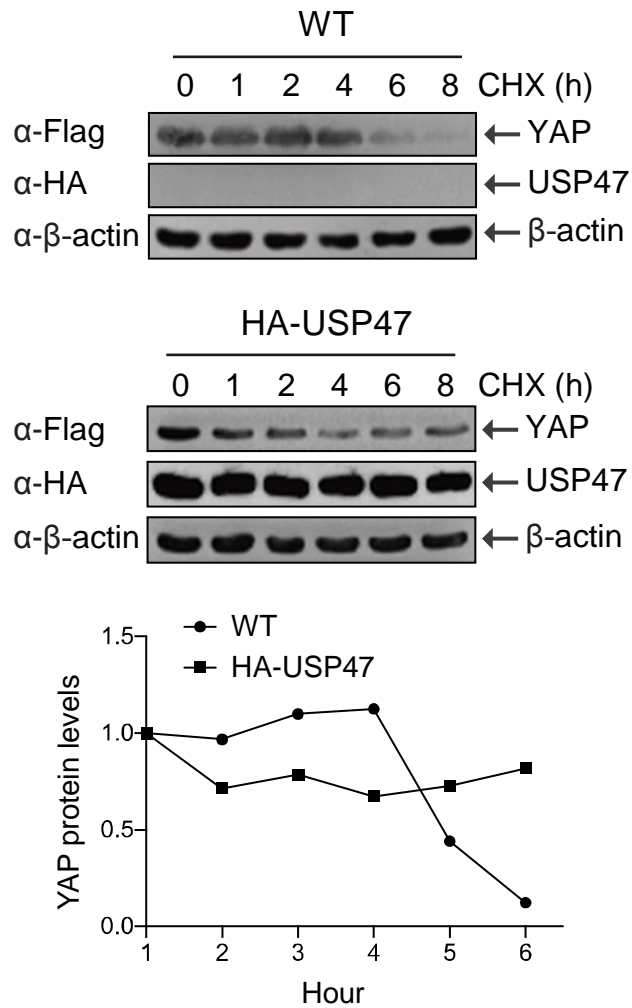 WT
0 1 2 4 6 8 CHX (h)
α-Flag YAP
α-HA USP47
α-β-actin β-actin
HA-USP47
0 1 2 4 6 8 CHX (h)
α-Flag YAP
α-HA USP47
α-β-actin β-actin
WT
HA-USP47
YAP protein levels
1.5
1.0
0.5
0.0
1 2 3 4 5 6
Hour